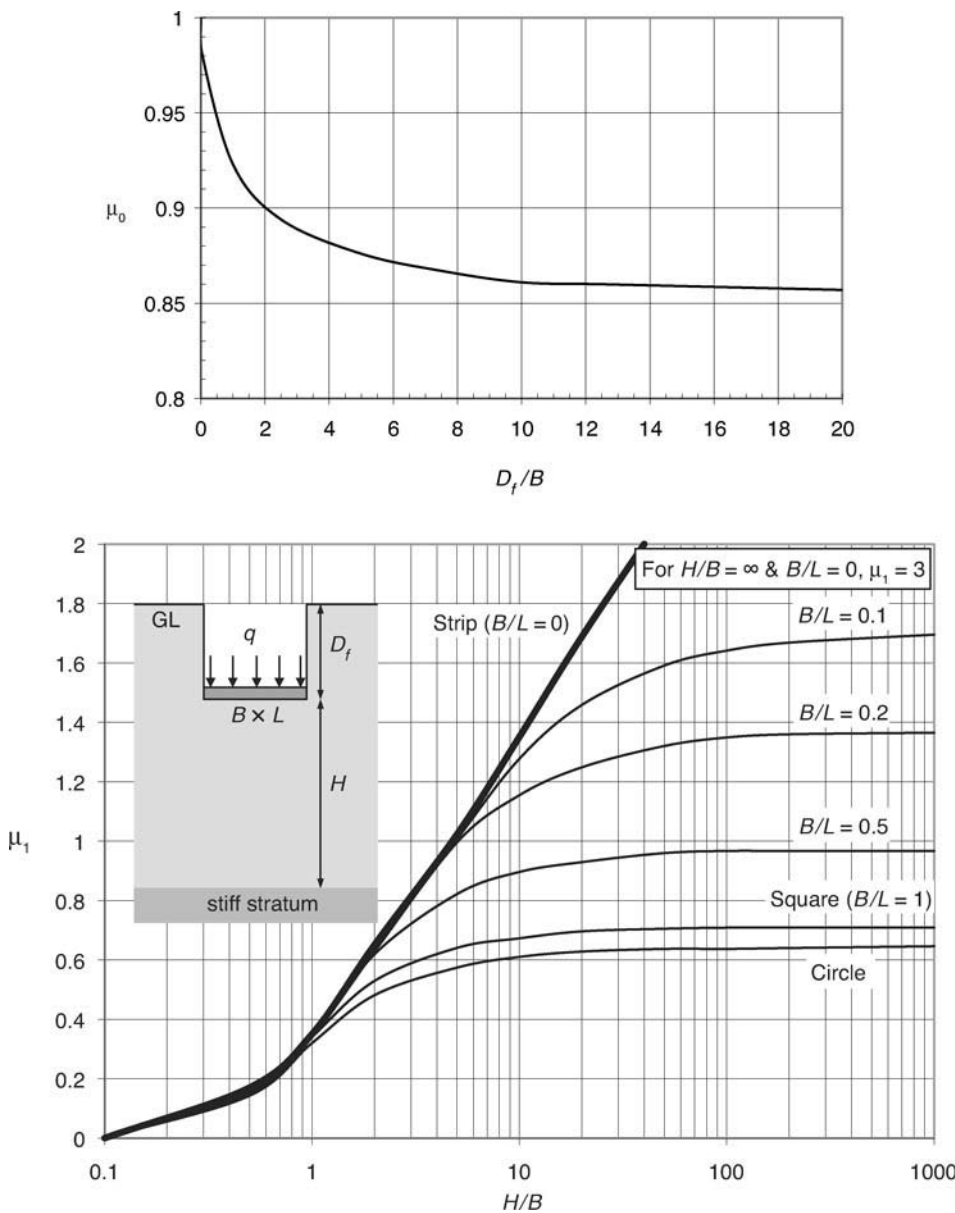 1
0.95
μ0
0.9
0.85
0.8
0 2 4 6 8 10 12 14 16 18 20
Df/B
2
For H/B = ∞ & B/L = 0, μ1 = 3
1.8
GL
q
Df
Strip (B/L = 0)
B/L = 0.1
1.6
1.4
B × L
B/L = 0.2
1.2
H
μ1
1
B/L = 0.5
0.8
stiff stratum
Square (B/L = 1)
0.6
Circle
0.4
0.2
0
0.1 1 10 100 1000
H/B